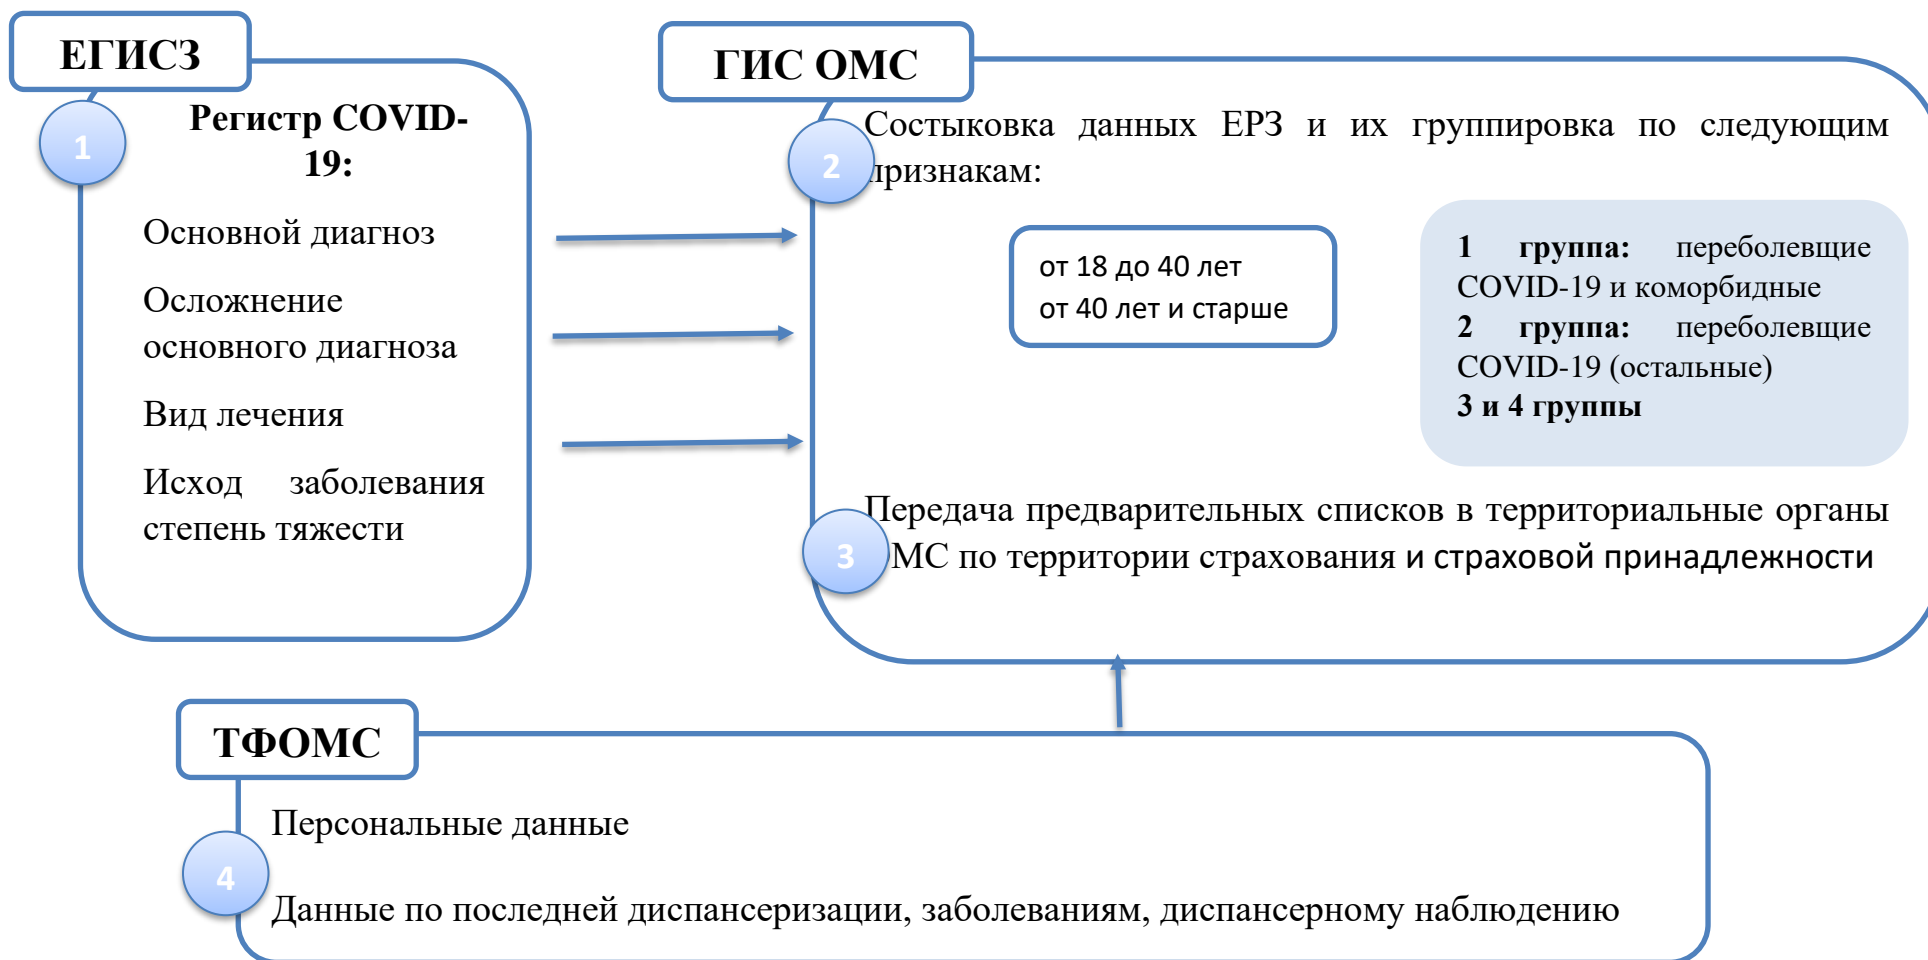 ЕГИСЗ
1
Регистр COVID-
19:
Основной диагноз
Осложнение
основного диагноза
Вид лечения
Исход заболевания
степень тяжести
ГИС ОМС
2
Состыковка данных ЕРЗ и их группировка по следующим
признакам:
от 18 до 40 лет
от 40 лет и старше
1 группа: переболевщие
COVID-19 и коморбидные
2 группа: переболевщие
COVID-19 (остальные)
3 и 4 группы
3
Передача предварительных списков в территориальные органы
ОМС по территории страхования и страховой принадлежности
ТФОМС
4
Персональные данные
Данные по последней диспансеризации, заболеваниям, диспансерному наблюдению